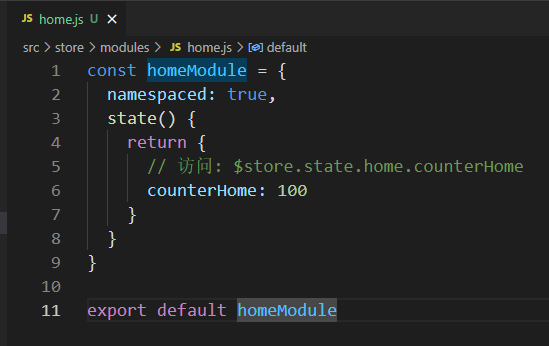 JS home.js U ×
src > store > modules > JS home.js > default
1 const homeModule = {
2   namespaced: true,
3   state() {
4     return {
5       // 访问: $store.state.home.counterHome
6       counterHome: 100
7     }
8   }
9 }
10
11 export default homeModule